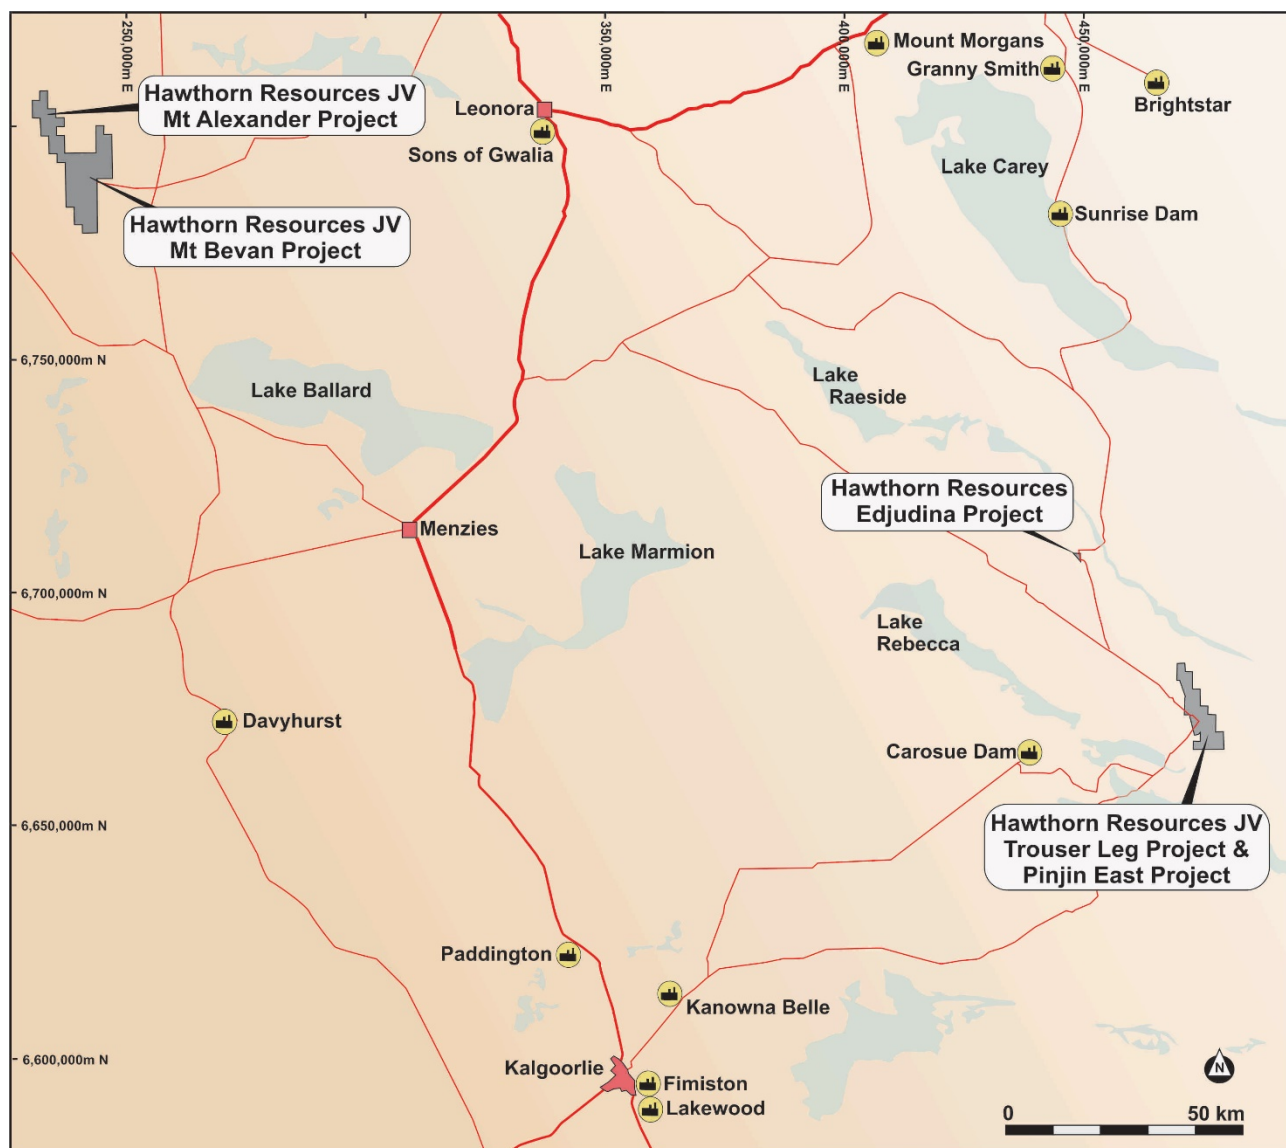 250,000m E
350,000m E
400,000m E
450,000m E
Mount Morgans
Granny Smith
Brightstar
Hawthorn Resources JV
Mt Alexander Project
Leonora
Sons of Gwalia
Lake Carey
Sunrise Dam
Hawthorn Resources JV
Mt Bevan Project
6,750,000m N
Lake Ballard
Lake
Raeside
Hawthorn Resources
Edjudina Project
Menzies
Lake Marmion
6,700,000m N
Lake
Rebecca
Davyhurst
Carosue Dam
Hawthorn Resources JV
Trouser Leg Project &
Pinjin East Project
6,650,000m N
Paddington
Kanowna Belle
6,600,000m N
Kalgoorlie
Fimiston
Lakewood
N
0
50 km